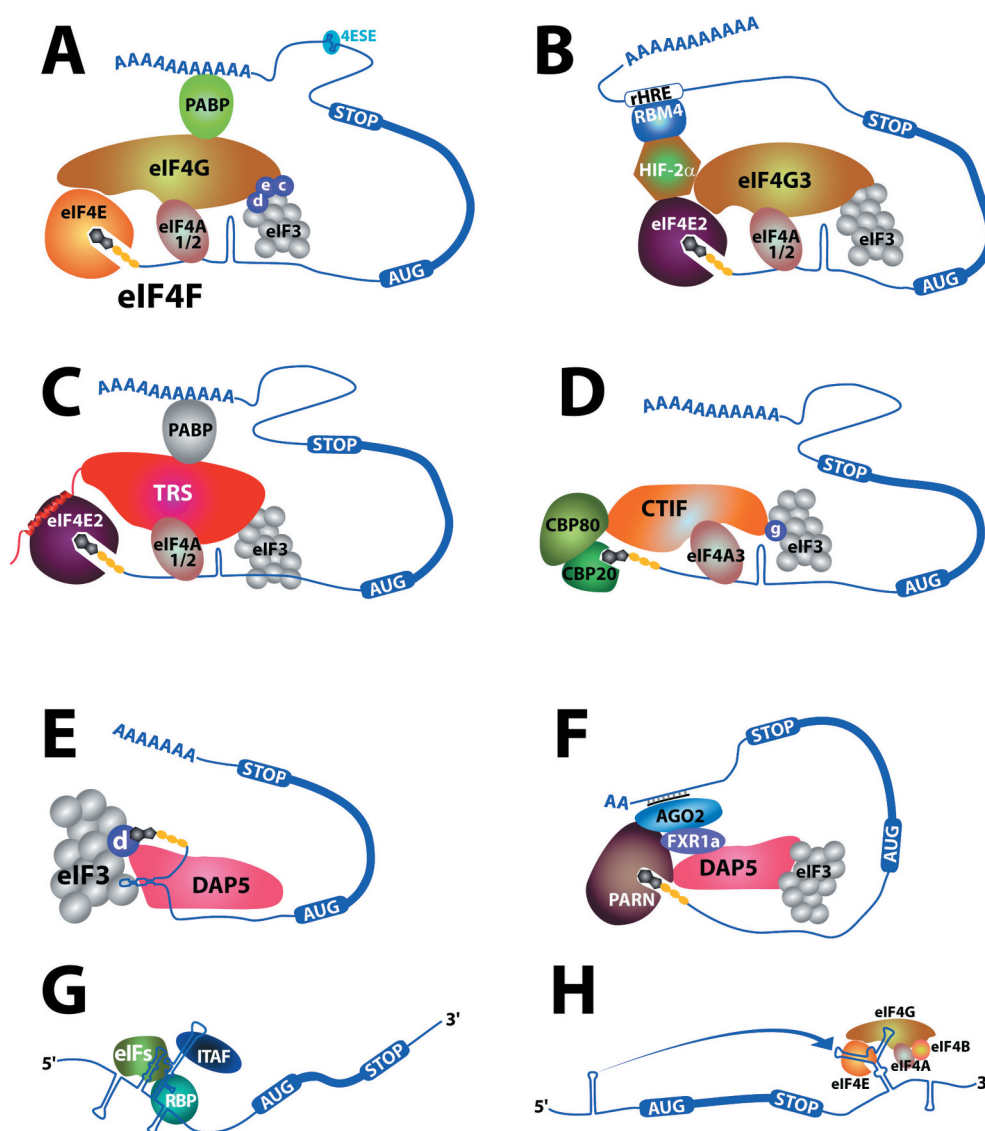 A
AAAAAAAAAAA
4ESE
PABP
STOP
eIF4G
e c
d
eIF4E
eIF4A
1/2
eIF3
AUG
eIF4F
B
AAAAAAAAAAA
rHRE
RBM4
STOP
HIF-2α
eIF4G3
eIF4E2
eIF4A
1/2
eIF3
AUG
C
AAAAAAAAAAA
PABP
STOP
TRS
eIF4E2
eIF4A
1/2
eIF3
AUG
D
AAAAAAAAAAA
STOP
CBP80
CTIF
g
eIF3
eIF4A3
CBP20
AUG
E
AAAAAAA
STOP
d
eIF3
DAP5
AUG
F
STOP
AA
AGO2
FXR1a
AUG
DAP5
eIF3
PARN
G
3'
5'
eIFs
ITAF
STOP
RBP
AUG
H
eIF4G
eIF4B
eIF4A
eIF4E
3'
5'
AUG
STOP